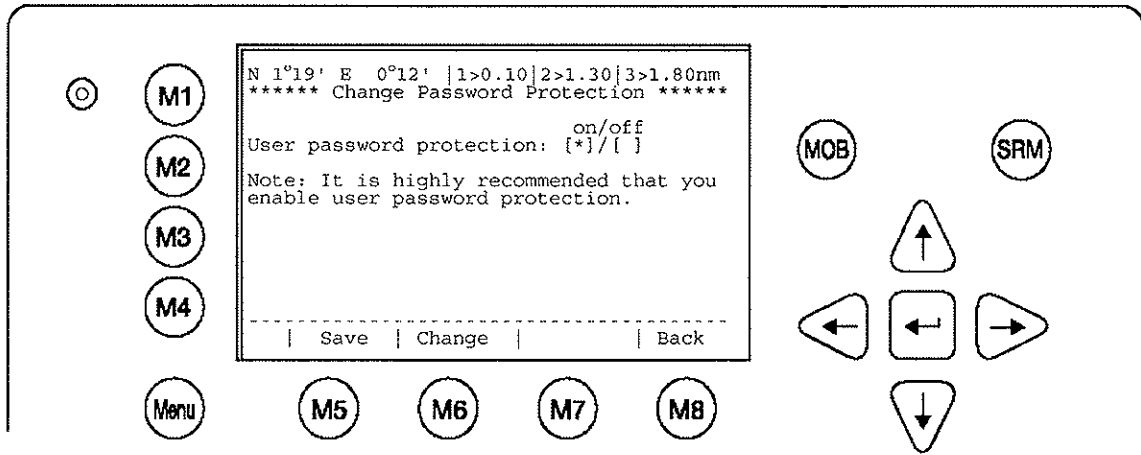 N 1°19' E 0°12' |1>0.10|2>1.30|3>1.80nm
****** Change Password Protection ******
on/off
User password protection: [*]/[ ]
Note: It is highly recommended that you
enable user password protection.
| Save | Change | | Back
M1
M2
M3
M4
Menu
M5
M6
M7
M8
MOB
SRM